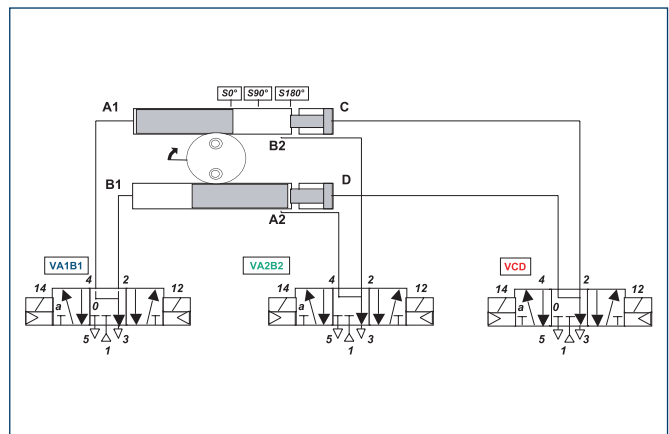 S0° S90° S180°
A1 C
B2
B1 D
A2
VA1B1 VA2B2 VCD
4 2 4 2 4 2
14 12 14 12 14 12
a 0 a a 0
5 3 5 3 5 3
1 1 1